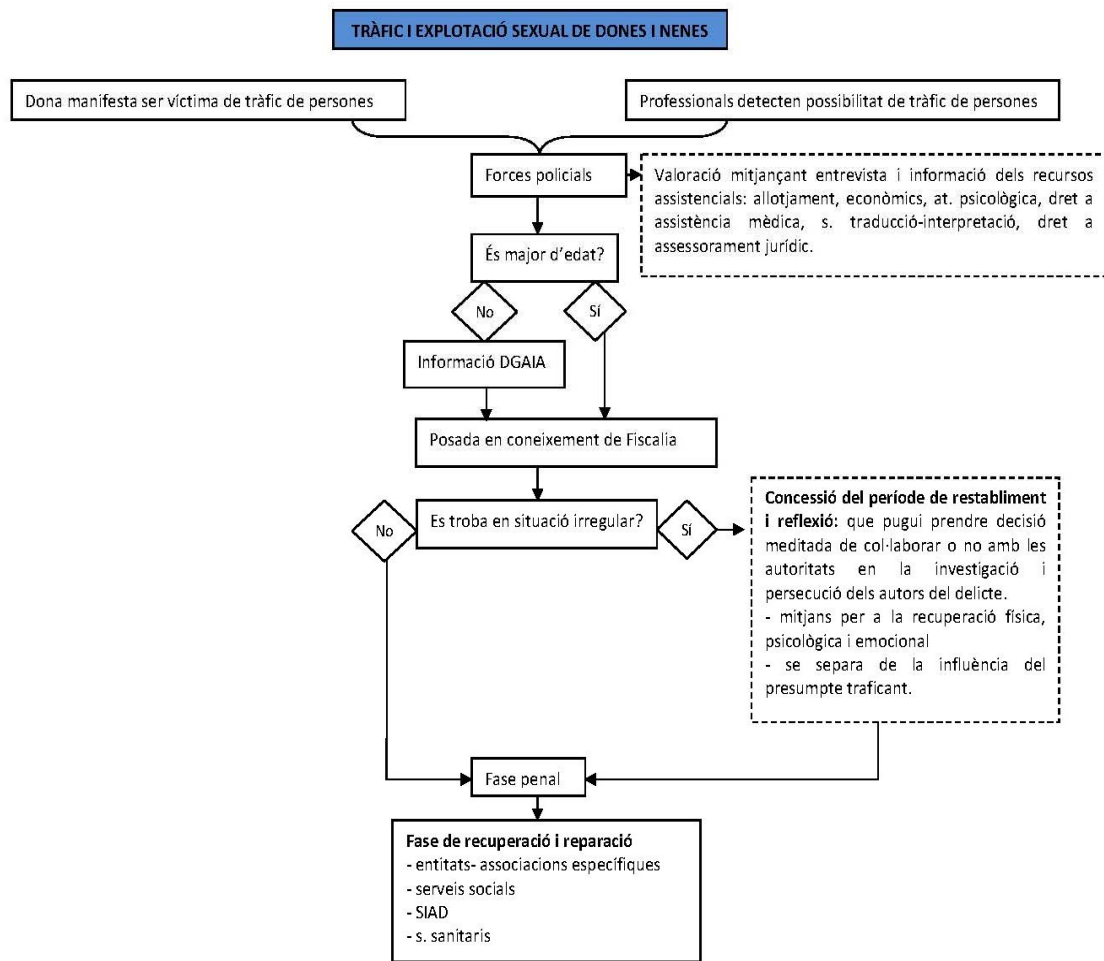 TRÀFIC I EXPLOTACIÓ SEXUAL DE DONES I NENES
Dona manifesta ser víctima de tràfic de persones
Professionals detecten possibilitat de tràfic de persones
Forces policials
Valoració mitjançant entrevista i informació dels recursos
assistencials: allotjament, econòmics, at. psicològica, dret a
assistència mèdica, s. traducció-interpretació, dret a
assessorament jurídic.
És major d'edat?
No
Sí
Informació DGAIA
Posada en coneixement de Fiscalia
Es troba en situació irregular?
No
Sí
Concessió del període de restabliment
i reflexió: que pugui prendre decisió
meditada de col·laborar o no amb les
autoritats en la investigació i
persecució dels autors del delicte.
- mitjans per a la recuperació física,
psicològica i emocional
- se separa de la influència del
presumpte traficant.
Fase penal
Fase de recuperació i reparació
- entitats- associacions específiques
- serveis socials
- SIAD
- s. sanitaris